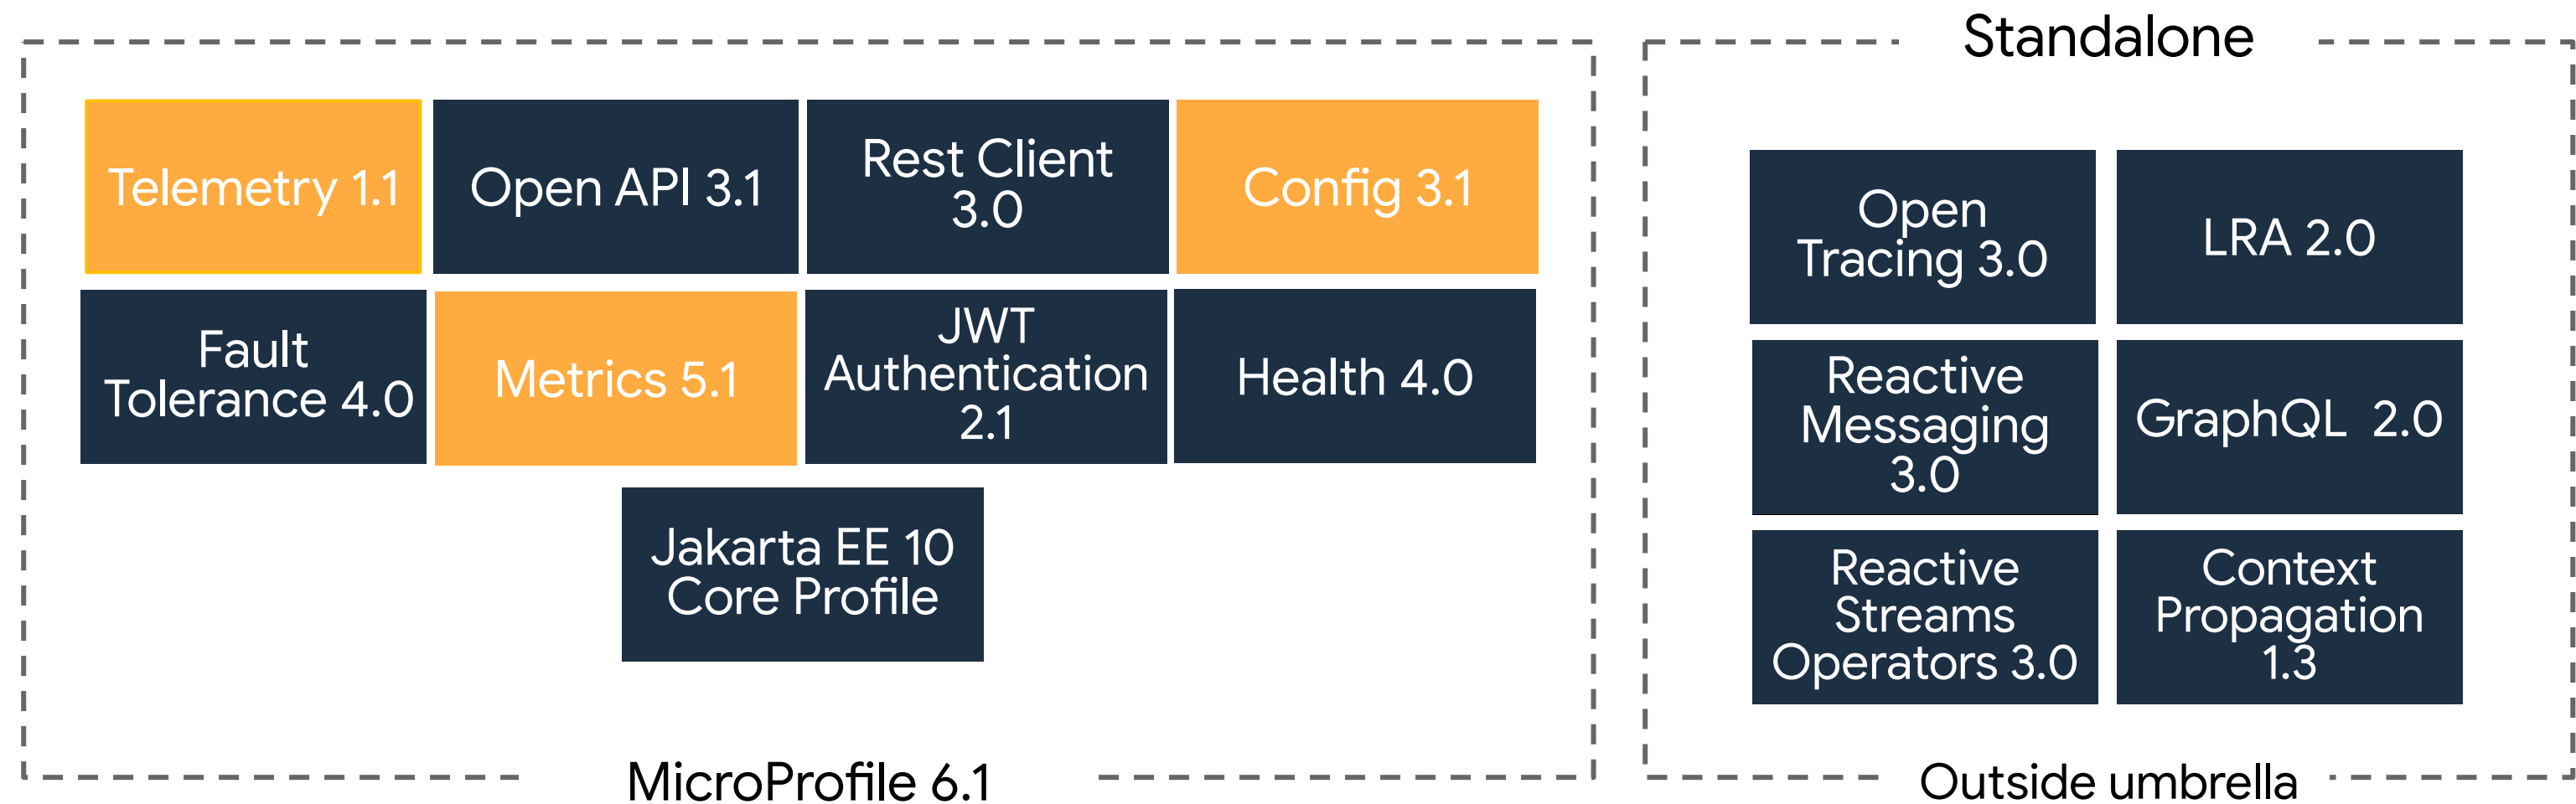 Standalone
Telemetry 1.1
Open API 3.1
Rest Client
3.0
Config 3.1
Fault
Tolerance 4.0
Metrics 5.1
JWT
Authentication
2.1
Health 4.0
Jakarta EE 10
Core Profile
MicroProfile 6.1
Open
Tracing 3.0
LRA 2.0
Reactive
Messaging
3.0
GraphQL  2.0
Reactive
Streams
Operators 3.0
Context
Propagation
1.3
Outside umbrella